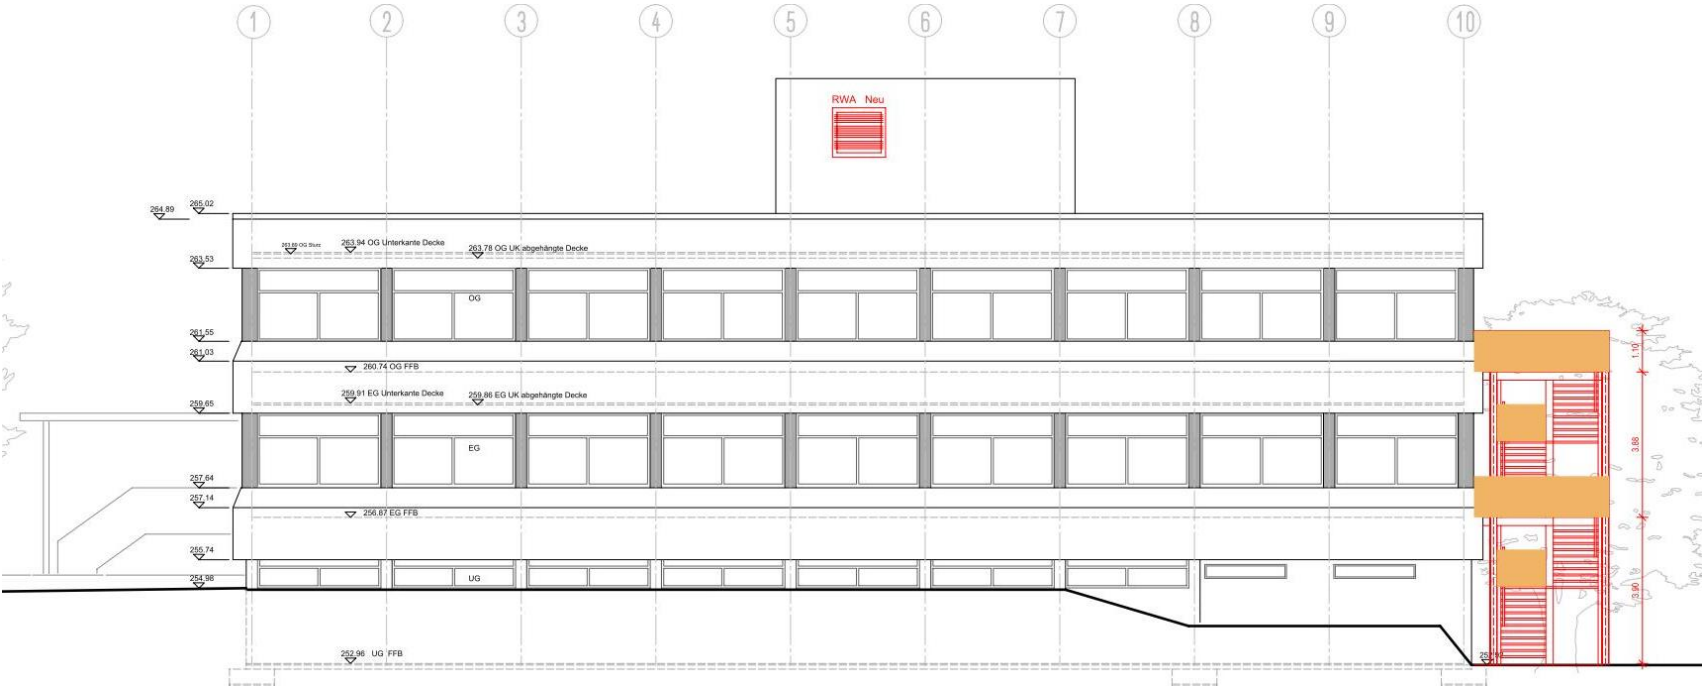 1 2 3 4 5 6 7 8 9 10
RWA Neu
265.02
264.89
263.94 OG Unterkante Decke
263.78 OG UK abgehängte Decke
263.53
OG
261.55
261.03
1.10
260.74 OG FFB
259.91 EG Unterkante Decke
259.86 EG UK abgehängte Decke
259.65
EG
3.86
257.64
257.14
256.87 EG FFB
255.74
254.98
UG
3.90
252.96 UG FFB